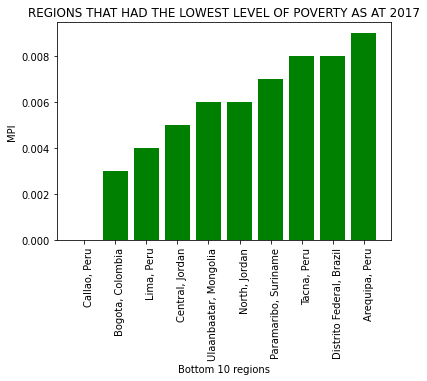 REGIONS THAT HAD THE LOWEST LEVEL OF POVERTY AS AT 2017
MPI
0.008
0.006
0.004
0.002
0.000
Callao, Peru
Bogota, Colombia
Lima, Peru
Central, Jordan
Ulaanbaatar, Mongolia
North, Jordan
Paramaribo, Suriname
Tacna, Peru
Distrito Federal, Brazil
Arequipa, Peru
Bottom 10 regions